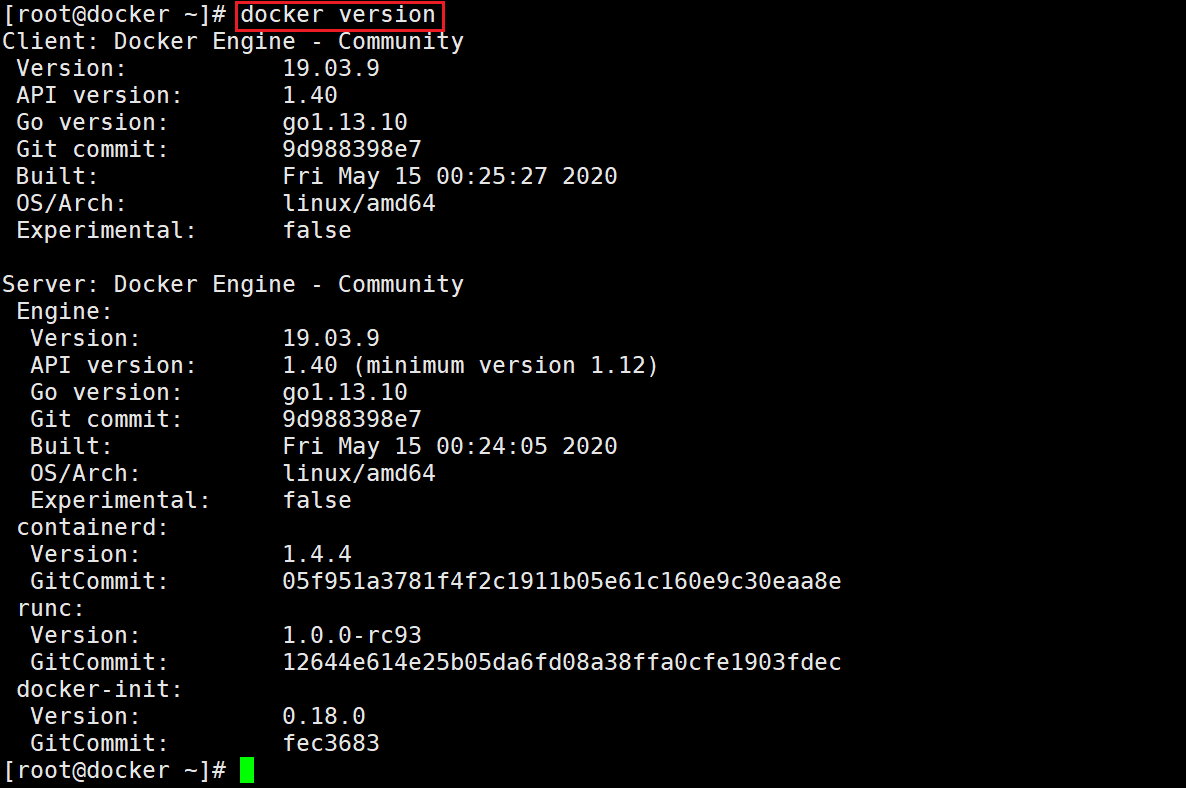 [root@docker ~]# docker version
Client: Docker Engine - Community
 Version:           19.03.9
 API version:       1.40
 Go version:        go1.13.10
 Git commit:        9d988398e7
 Built:             Fri May 15 00:25:27 2020
 OS/Arch:           linux/amd64
 Experimental:      false

Server: Docker Engine - Community
 Engine:
  Version:          19.03.9
  API version:      1.40 (minimum version 1.12)
  Go version:       go1.13.10
  Git commit:       9d988398e7
  Built:            Fri May 15 00:24:05 2020
  OS/Arch:          linux/amd64
  Experimental:     false
 containerd:
  Version:          1.4.4
  GitCommit:        05f951a3781f4f2c1911b05e61c160e9c30eaa8e
 runc:
  Version:          1.0.0-rc93
  GitCommit:        12644e614e25b05da6fd08a38ffa0cfe1903fdec
 docker-init:
  Version:          0.18.0
  GitCommit:        fec3683
[root@docker ~]#